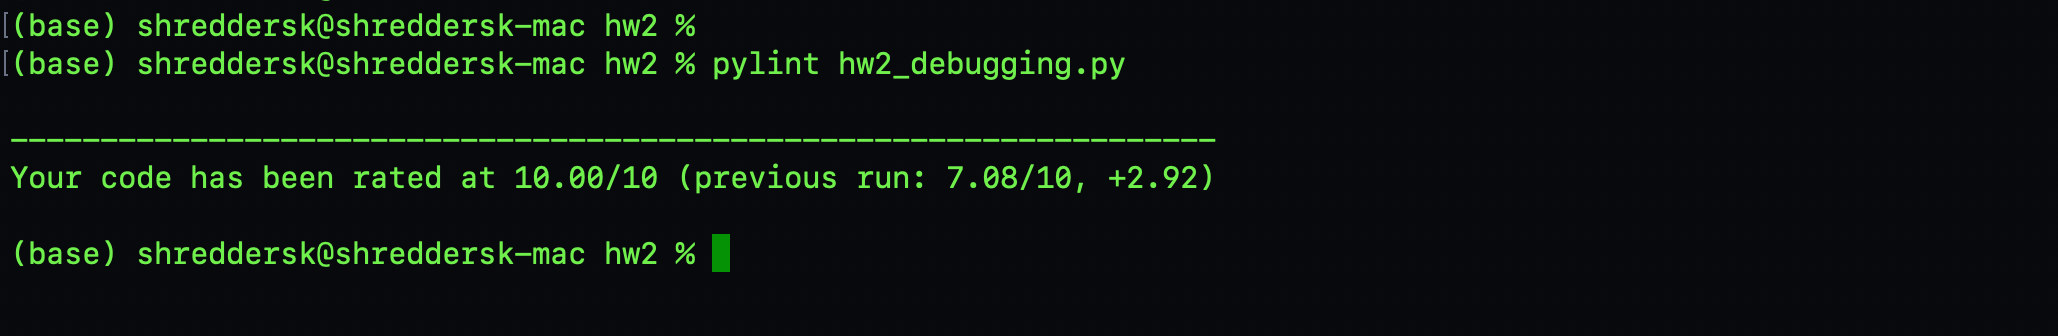 [(base) shreddersk@shreddersk-mac hw2 %
[(base) shreddersk@shreddersk-mac hw2 % pylint hw2_debugging.py
-------------------------------------------------------------------
Your code has been rated at 10.00/10 (previous run: 7.08/10, +2.92)
(base) shreddersk@shreddersk-mac hw2 %